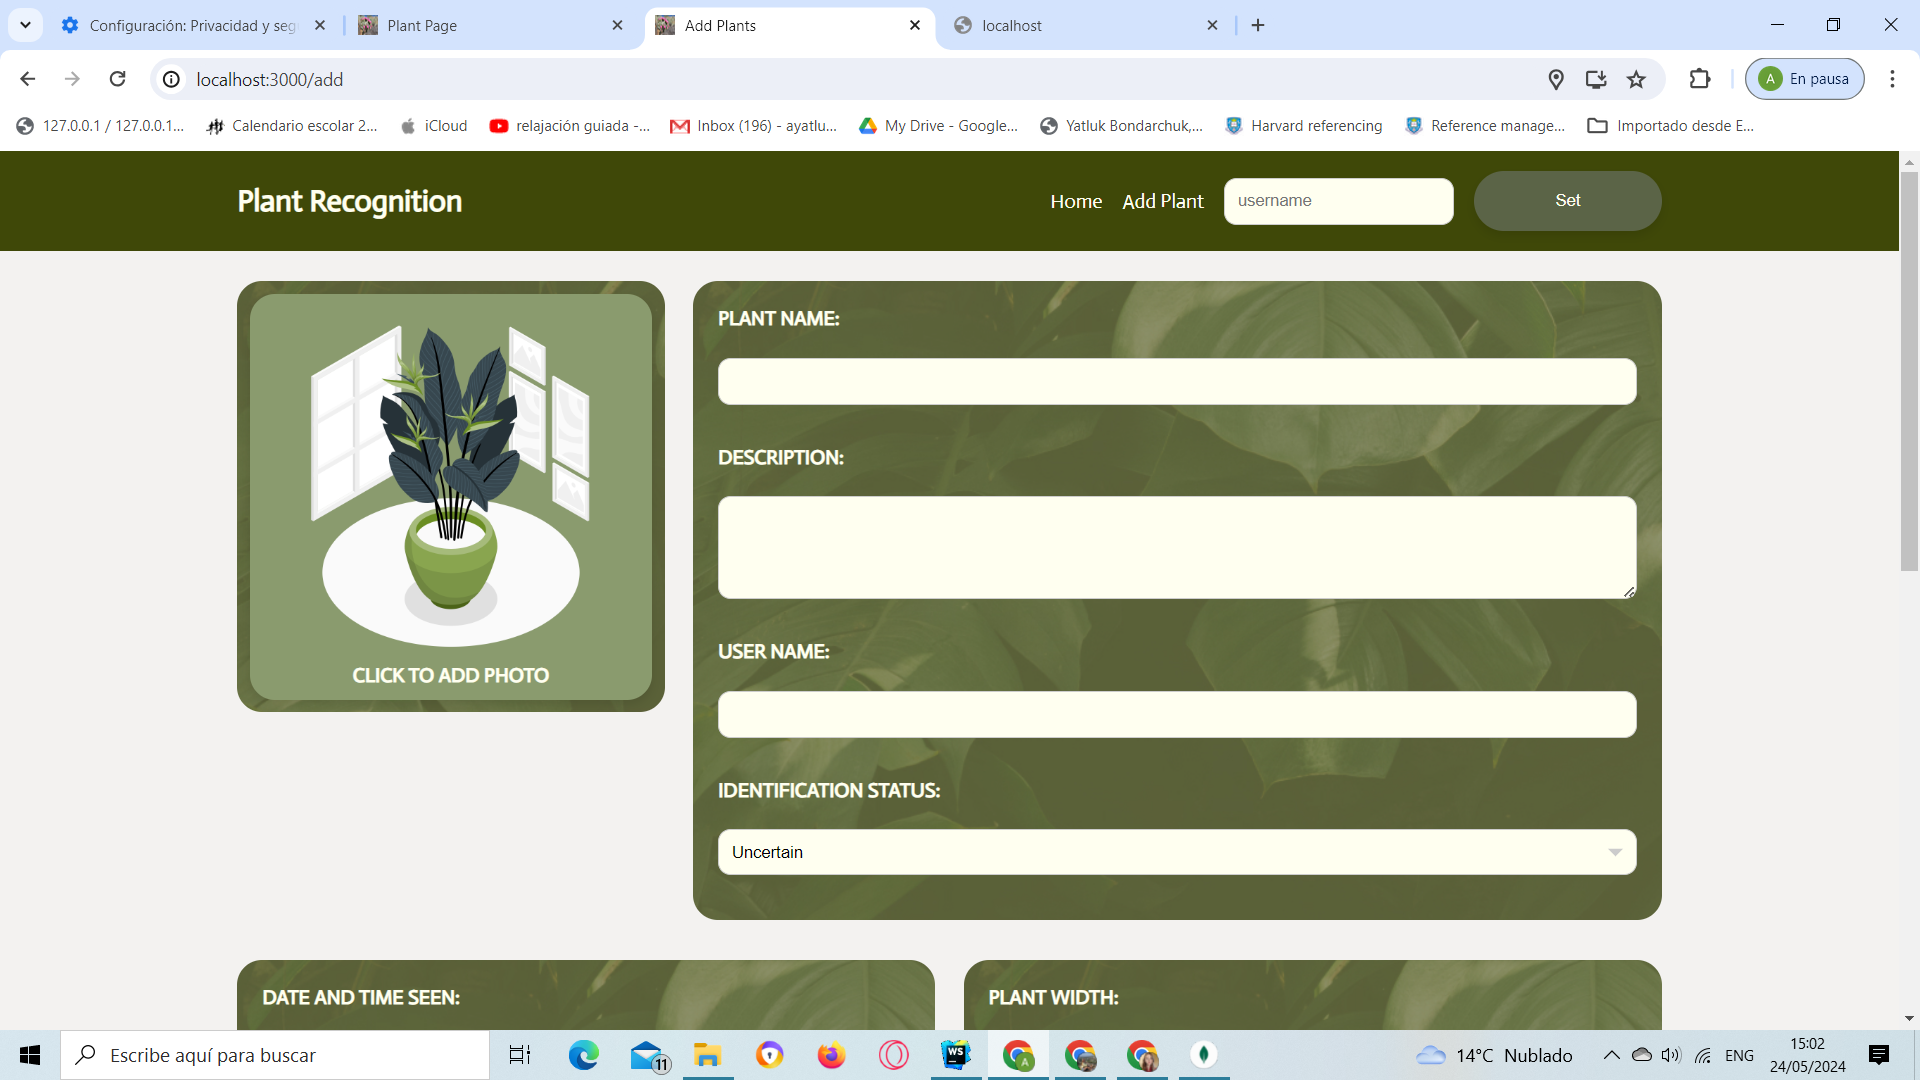 Configuración: Privacidad y seg
Plant Page
Add Plants
localhost
localhost:3000/add
A
En pausa
127.0.0.1 / 127.0.0.1...
Calendario escolar 2...
iCloud
relajación guiada -...
Inbox (196) - ayatlu...
My Drive - Google...
Yatluk Bondarchuk,...
Harvard referencing
Reference manage...
Importado desde E...
Plant Recognition
Home
Add Plant
username
Set
CLICK TO ADD PHOTO
PLANT NAME:
DESCRIPTION:
USER NAME:
IDENTIFICATION STATUS:
Uncertain
DATE AND TIME SEEN:
PLANT WIDTH:
Escribe aquí para buscar
11
WS
A
14°C Nublado
ENG
15:02
24/05/2024